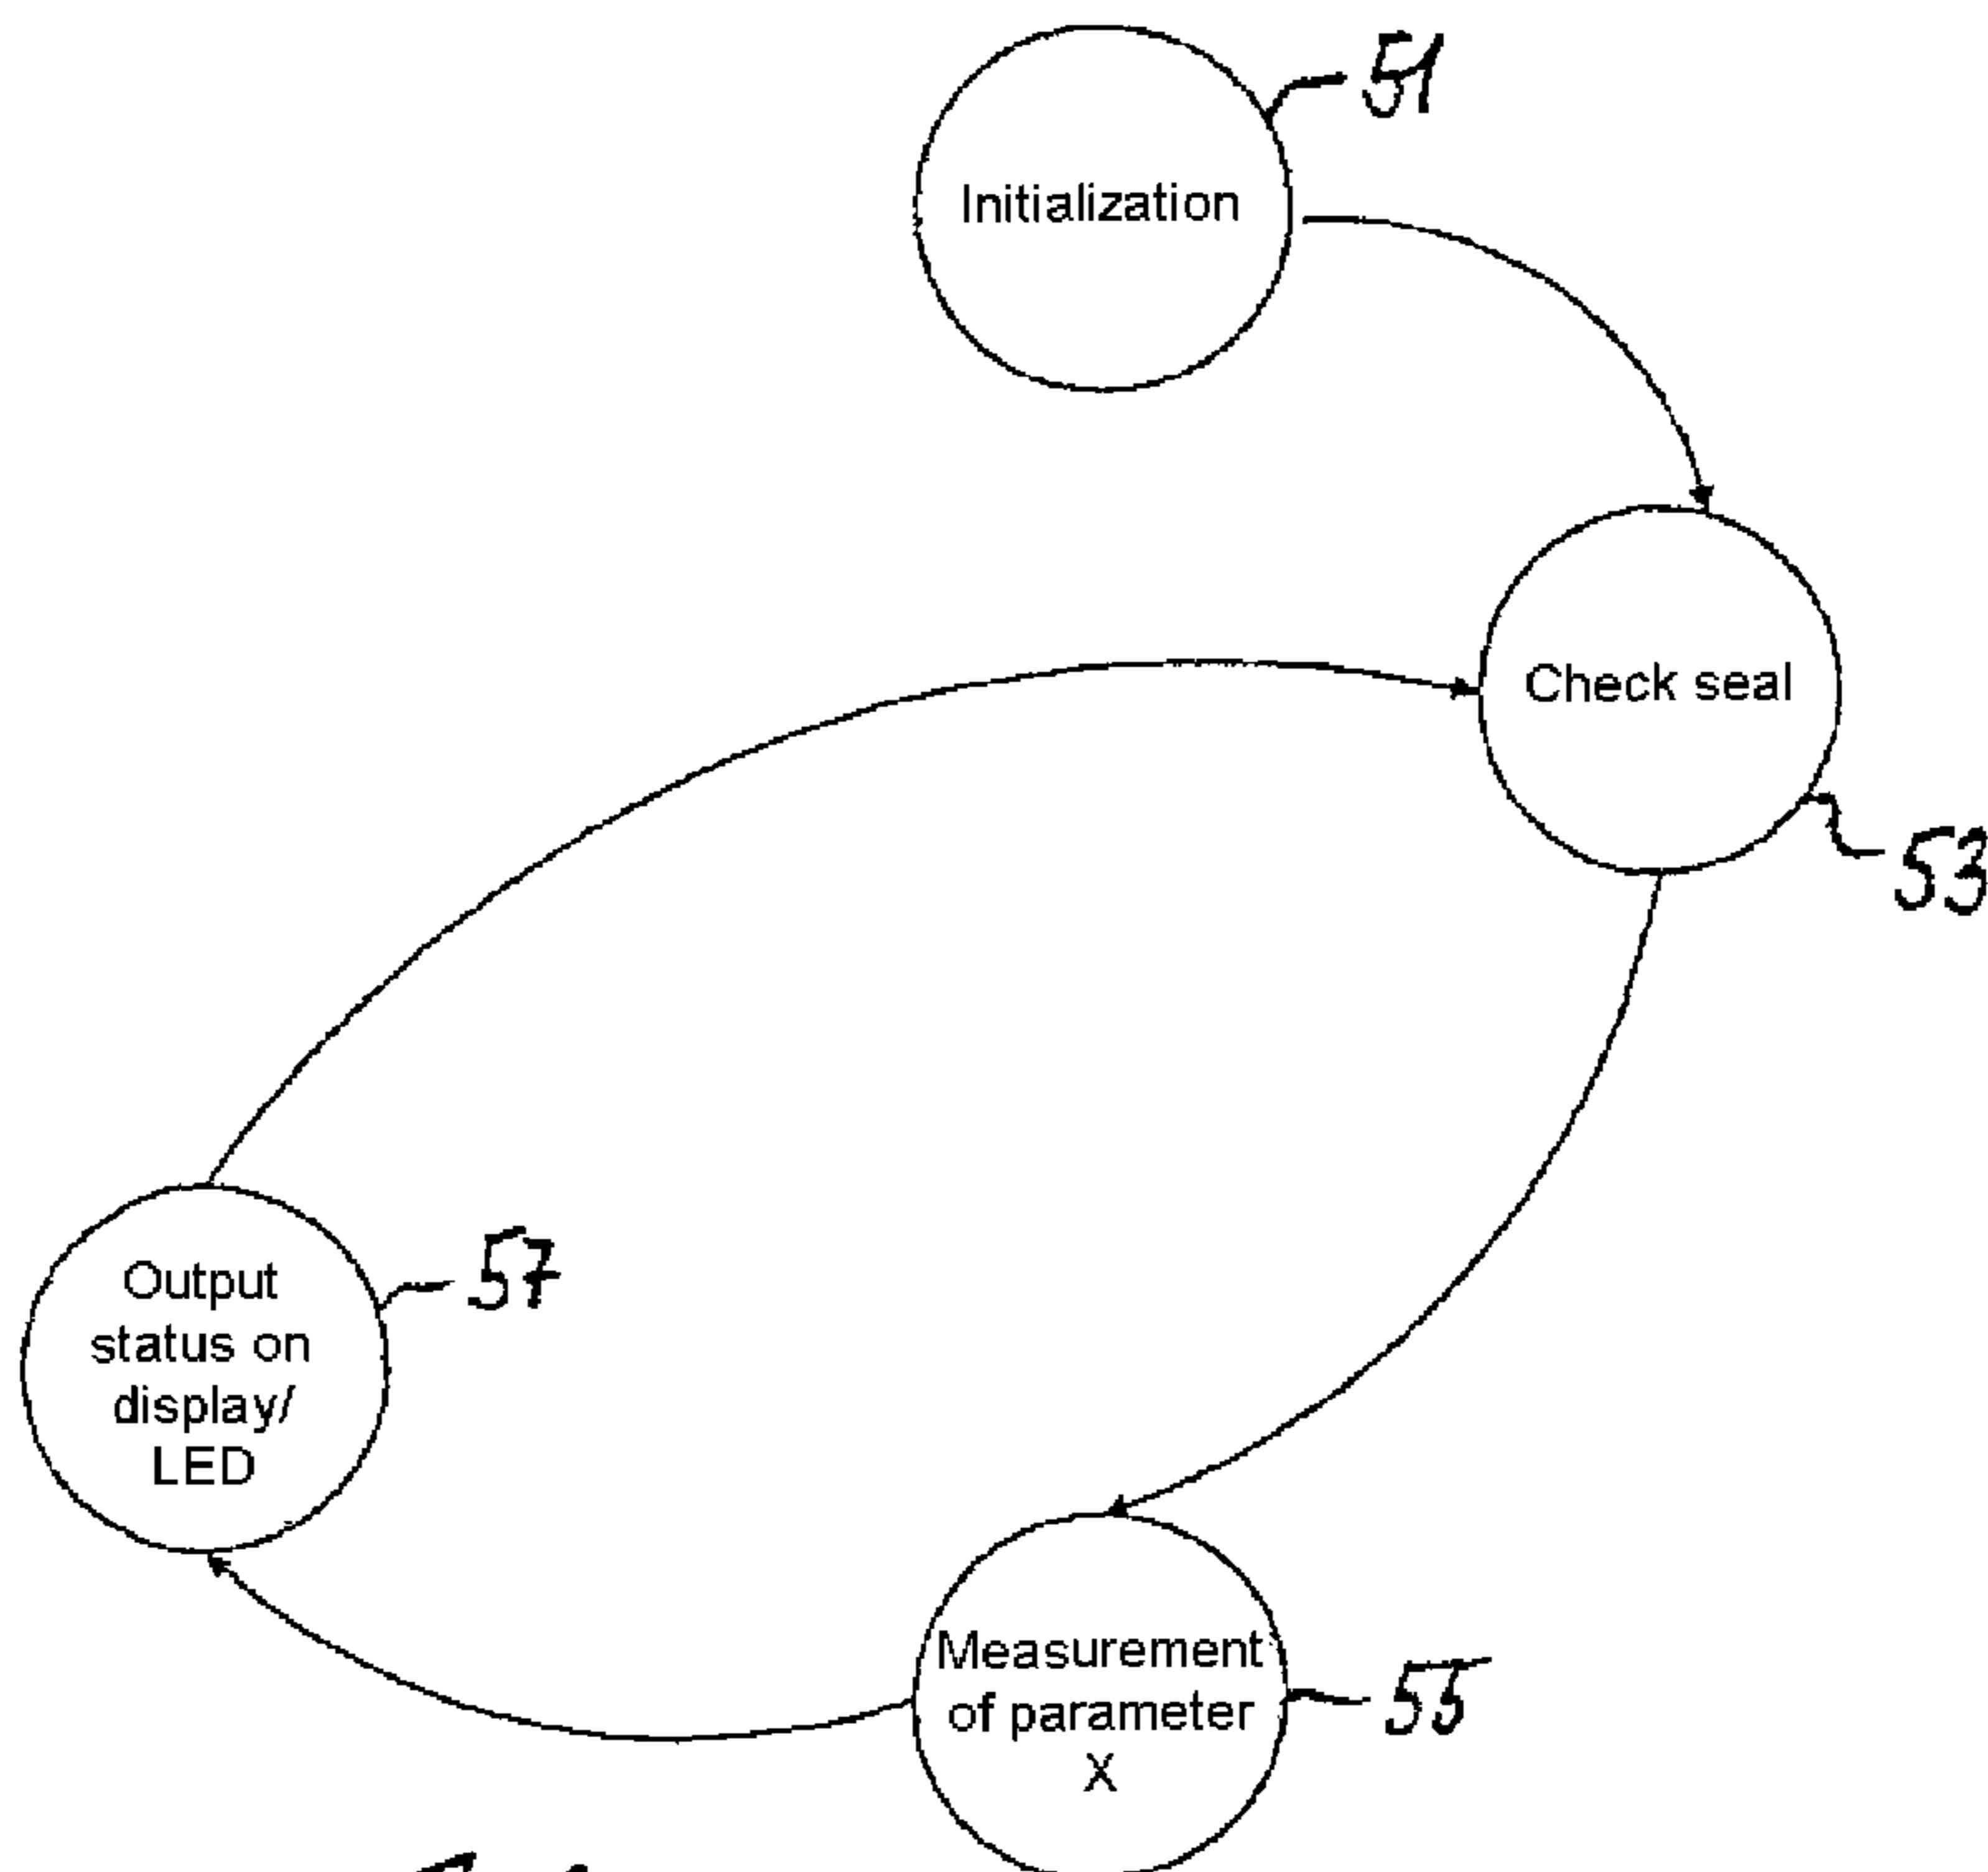 51
Initialization
Check seal
53
Output
status on
display/
LED
57
Measurement
of parameter
X
55